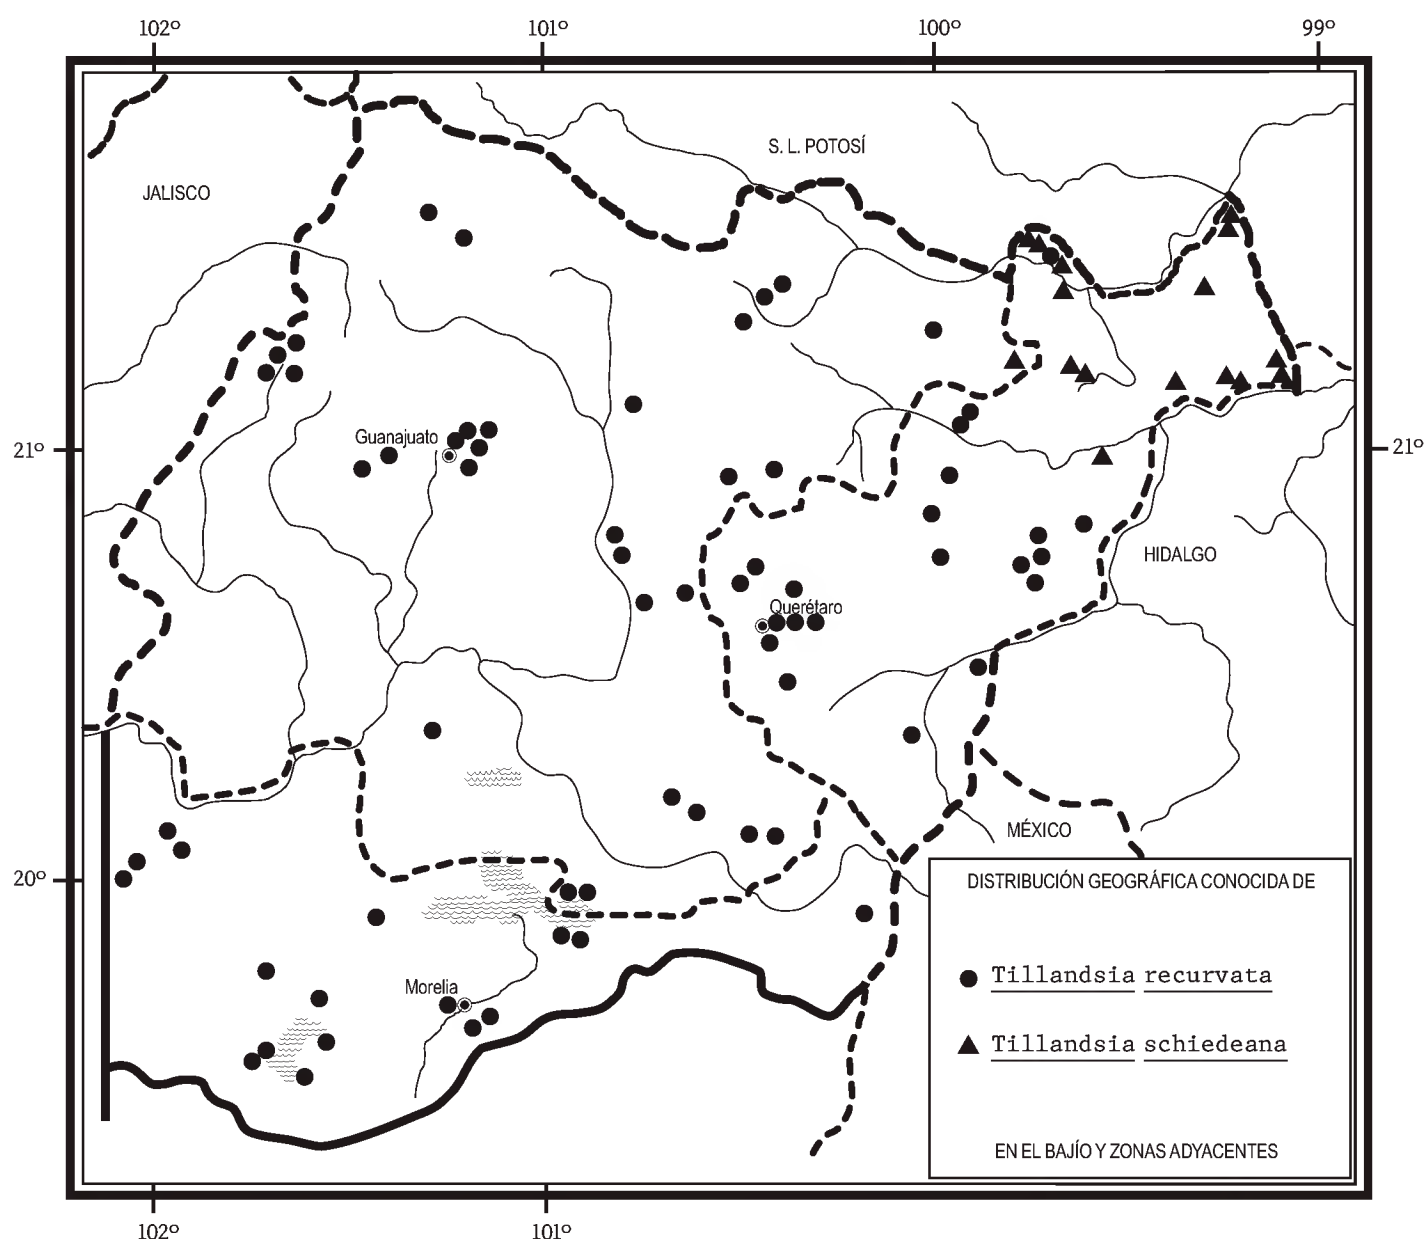 102º 101º 100º 99º
S. L. POTOSÍ
JALISCO
Guanajuato
21º 21º
HIDALGO
Querétaro
MÉXICO
20º
DISTRIBUCIÓN GEOGRÁFICA CONOCIDA DE
Tillandsia recurvata
Morelia
Tillandsia schiedeana
EN EL BAJÍO Y ZONAS ADYACENTES
102º 101º